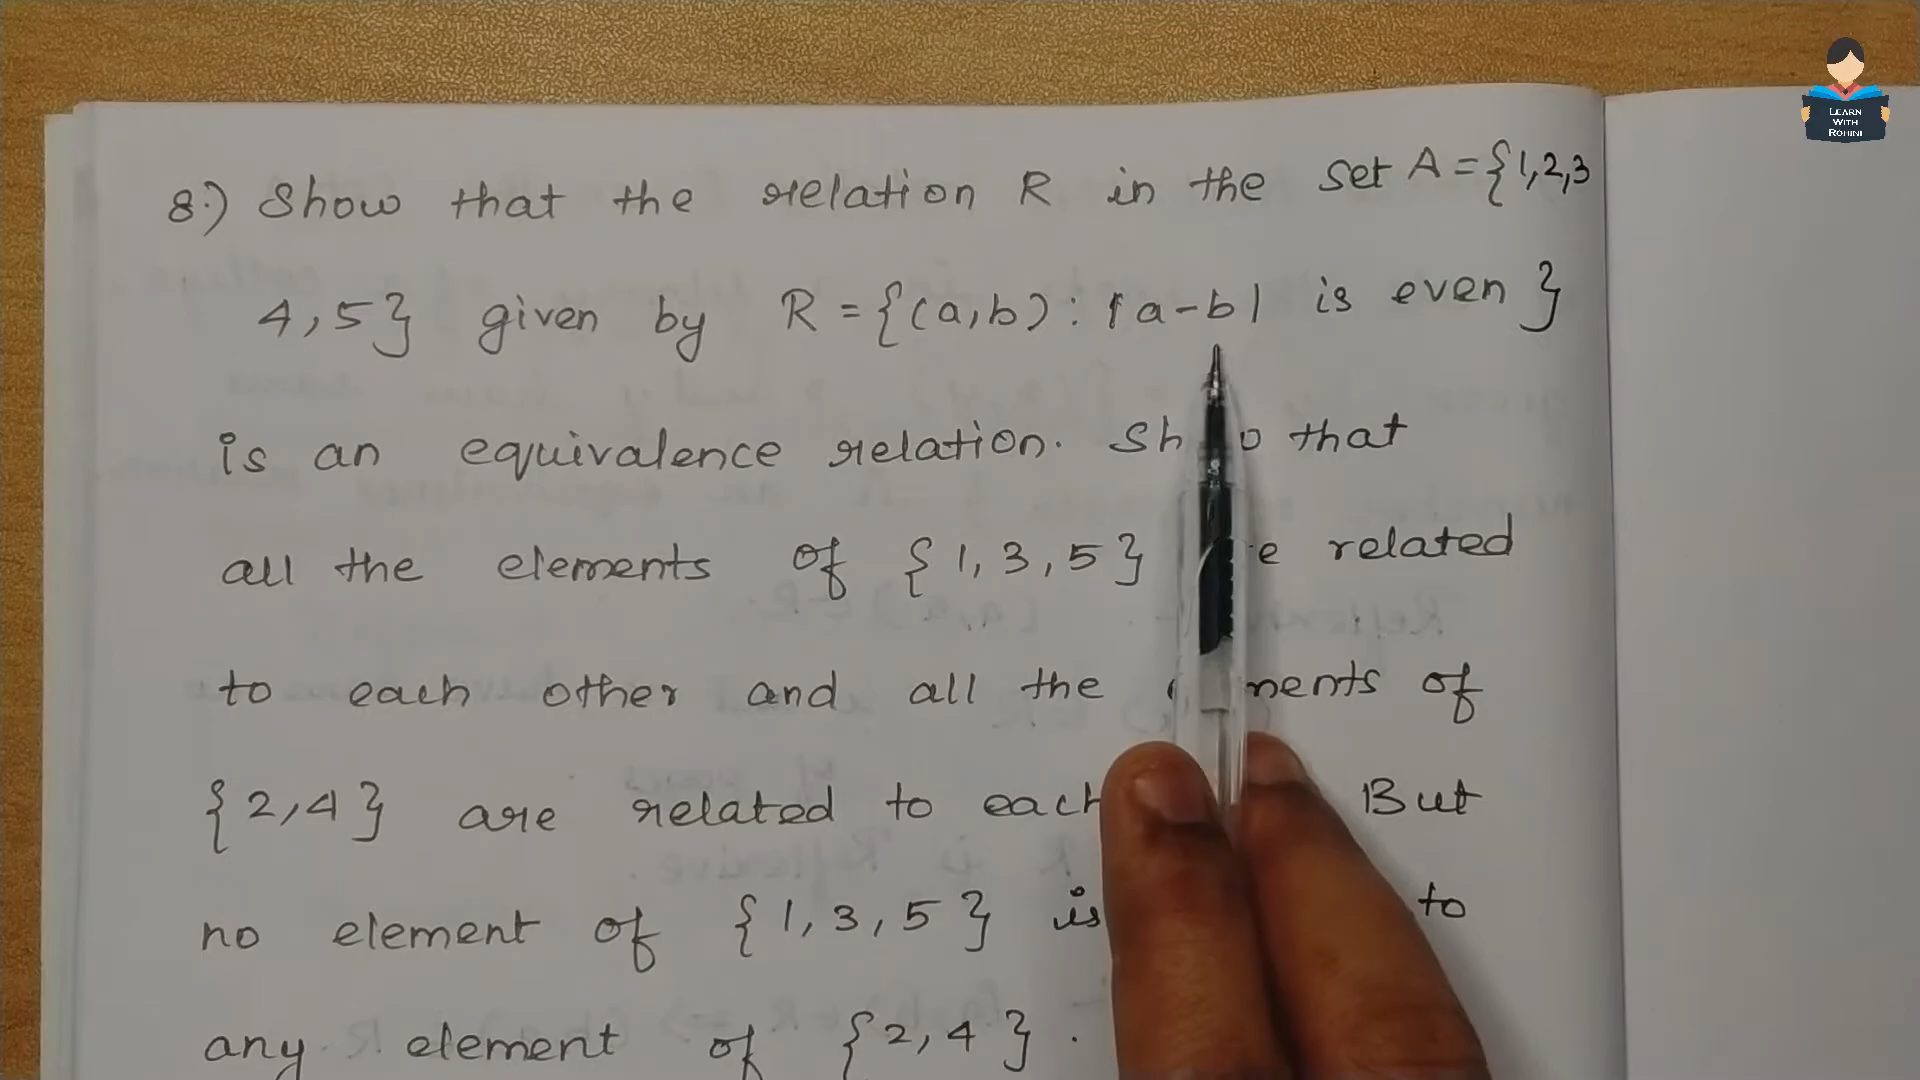 8.) Show that the relation R in the set A = {1,2,3
4,5} given by R = {(a,b) : |a-b| is even}
is an equivalence relation. that
all the elements of {1,3,5} related
to each other and all the of
{2,4} are related to each But
no element of {1,3,5} is to
any element of {2,4}.
LEARN
WITH
ROHINI